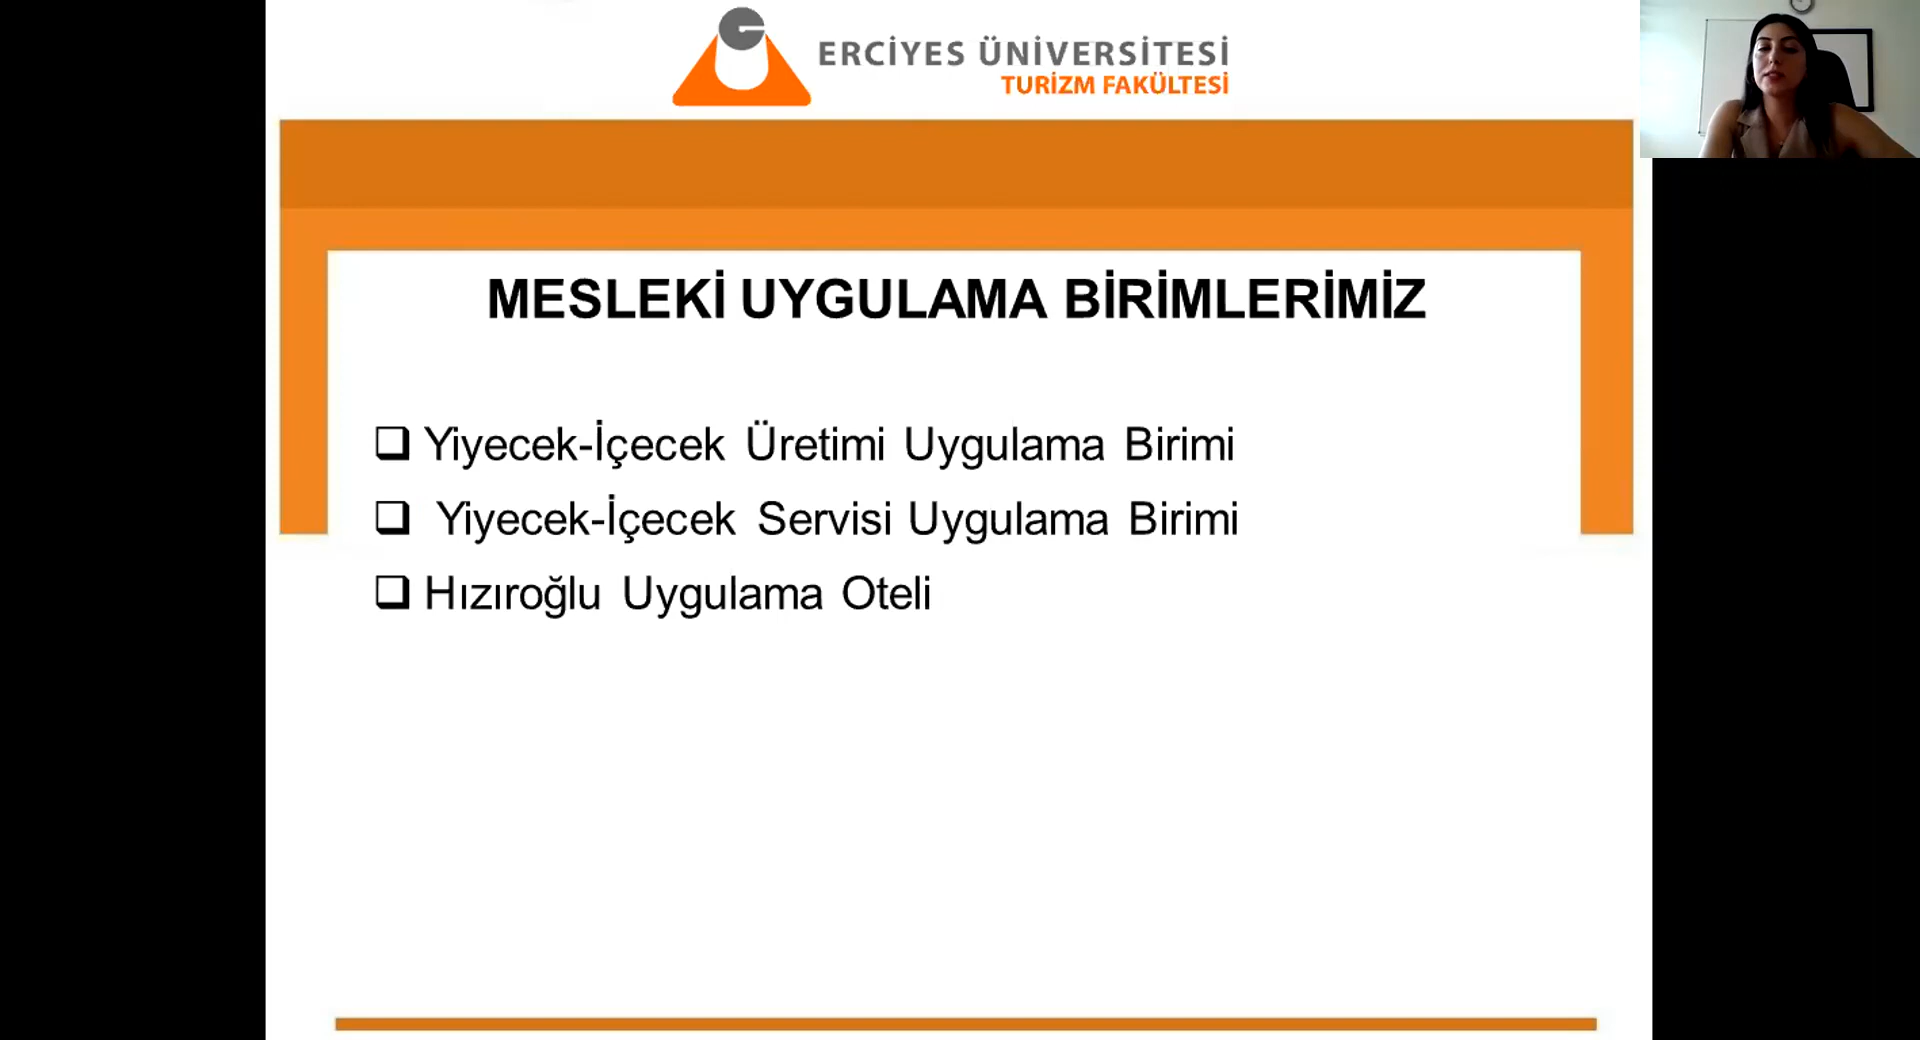 ERCİYES ÜNİVERSİTESİ
TURİZM FAKÜLTESİ
MESLEKİ UYGULAMA BİRİMLERİMİZ
❑ Yiyecek-İçecek Üretimi Uygulama Birimi
❑ Yiyecek-İçecek Servisi Uygulama Birimi
❑ Hızıroğlu Uygulama Oteli